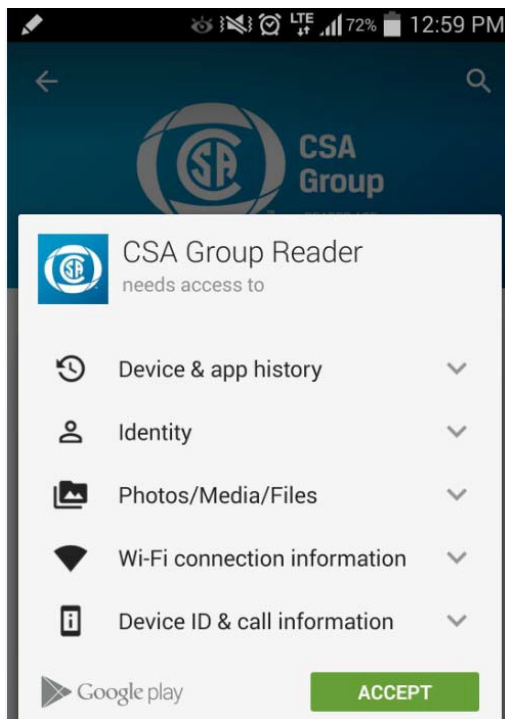 LTE 72% 12:59 PM
CSA
Group
CSA Group Reader
needs access to
Device & app history
Identity
Photos/Media/Files
Wi-Fi connection information
Device ID & call information
Google play ACCEPT